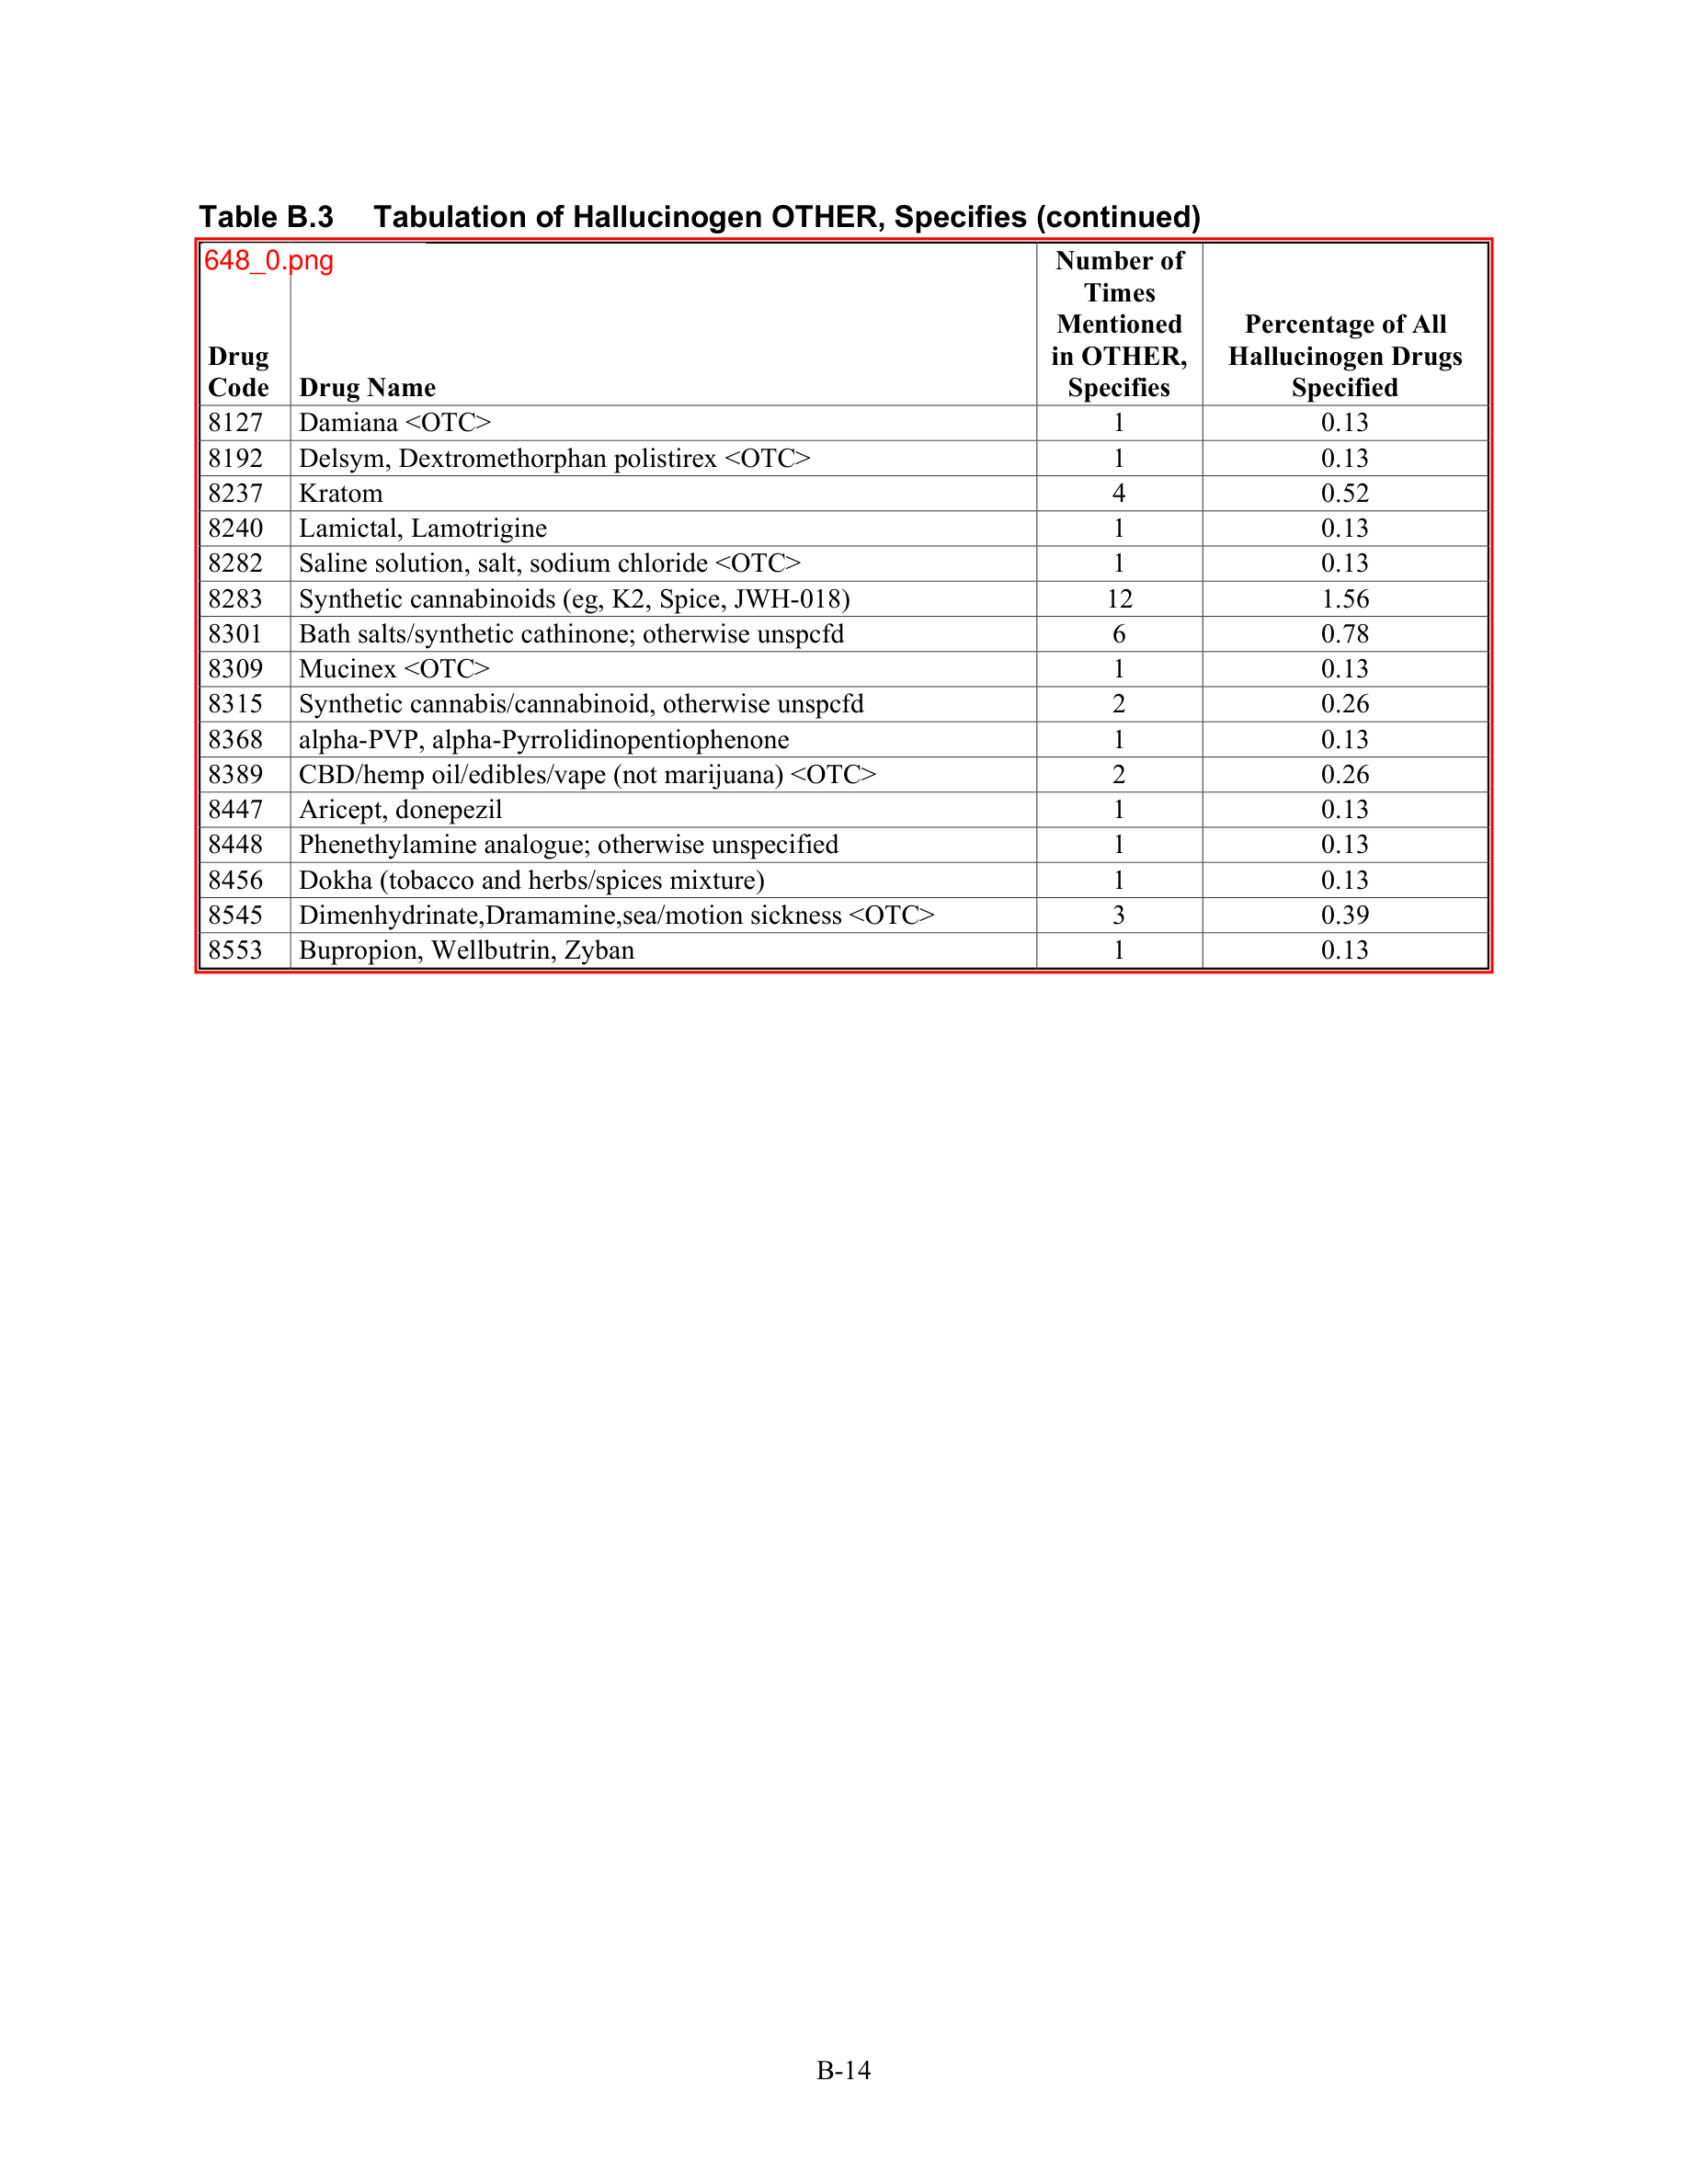 Table B.3 Tabulation of Hallucinogen OTHER, Specifies (continued)
648_0.png
Drug Code Drug Name Number of Times Mentioned in OTHER, Specifies Percentage of All Hallucinogen Drugs Specified
8127 Damiana <OTC> 1 0.13
8192 Delsym, Dextromethorphan polistirex <OTC> 1 0.13
8237 Kratom 4 0.52
8240 Lamictal, Lamotrigine 1 0.13
8282 Saline solution, salt, sodium chloride <OTC> 1 0.13
8283 Synthetic cannabinoids (eg, K2, Spice, JWH-018) 12 1.56
8301 Bath salts/synthetic cathinone; otherwise unspcfd 6 0.78
8309 Mucinex <OTC> 1 0.13
8315 Synthetic cannabis/cannabinoid, otherwise unspcfd 2 0.26
8368 alpha-PVP, alpha-Pyrrolidinopentiophenone 1 0.13
8389 CBD/hemp oil/edibles/vape (not marijuana) <OTC> 2 0.26
8447 Aricept, donepezil 1 0.13
8448 Phenethylamine analogue; otherwise unspecified 1 0.13
8456 Dokha (tobacco and herbs/spices mixture) 1 0.13
8545 Dimenhydrinate,Dramamine,sea/motion sickness <OTC> 3 0.39
8553 Bupropion, Wellbutrin, Zyban 1 0.13
B-14